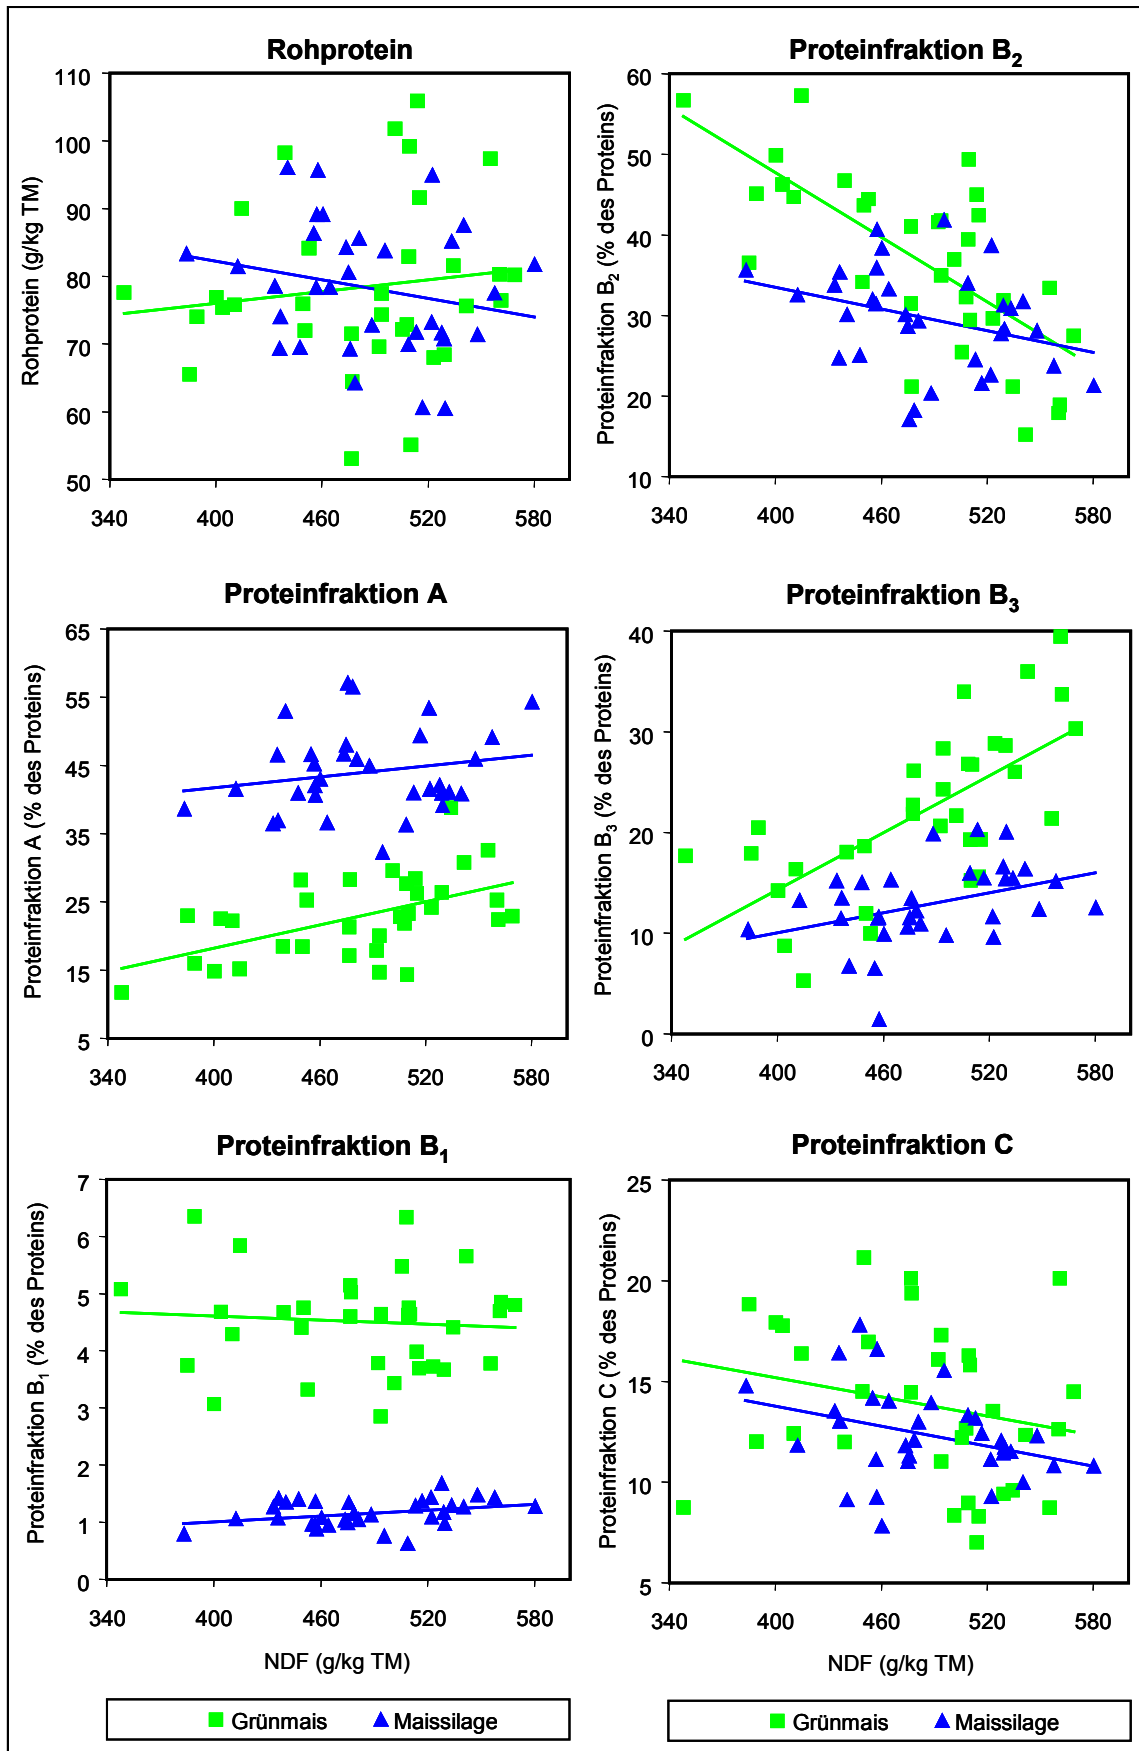 Rohprotein
Rohprotein (g/kg TM)
110
100
90
80
70
60
50
340 400 460 520 580
Proteinfraktion B2
Proteinfraktion B2 (% des Proteins)
60
50
40
30
20
10
340 400 460 520 580
Proteinfraktion A
Proteinfraktion A (% des Proteins)
65
55
45
35
25
15
5
340 400 460 520 580
Proteinfraktion B3
Proteinfraktion B3 (% des Proteins)
40
30
20
10
0
340 400 460 520 580
Proteinfraktion B1
Proteinfraktion B1 (% des Proteins)
7
6
5
4
3
2
1
0
340 400 460 520 580
NDF (g/kg TM)
Grünmais Maissilage
Proteinfraktion C
Proteinfraktion C (% des Proteins)
25
20
15
10
5
340 400 460 520 580
NDF (g/kg TM)
Grünmais Maissilage